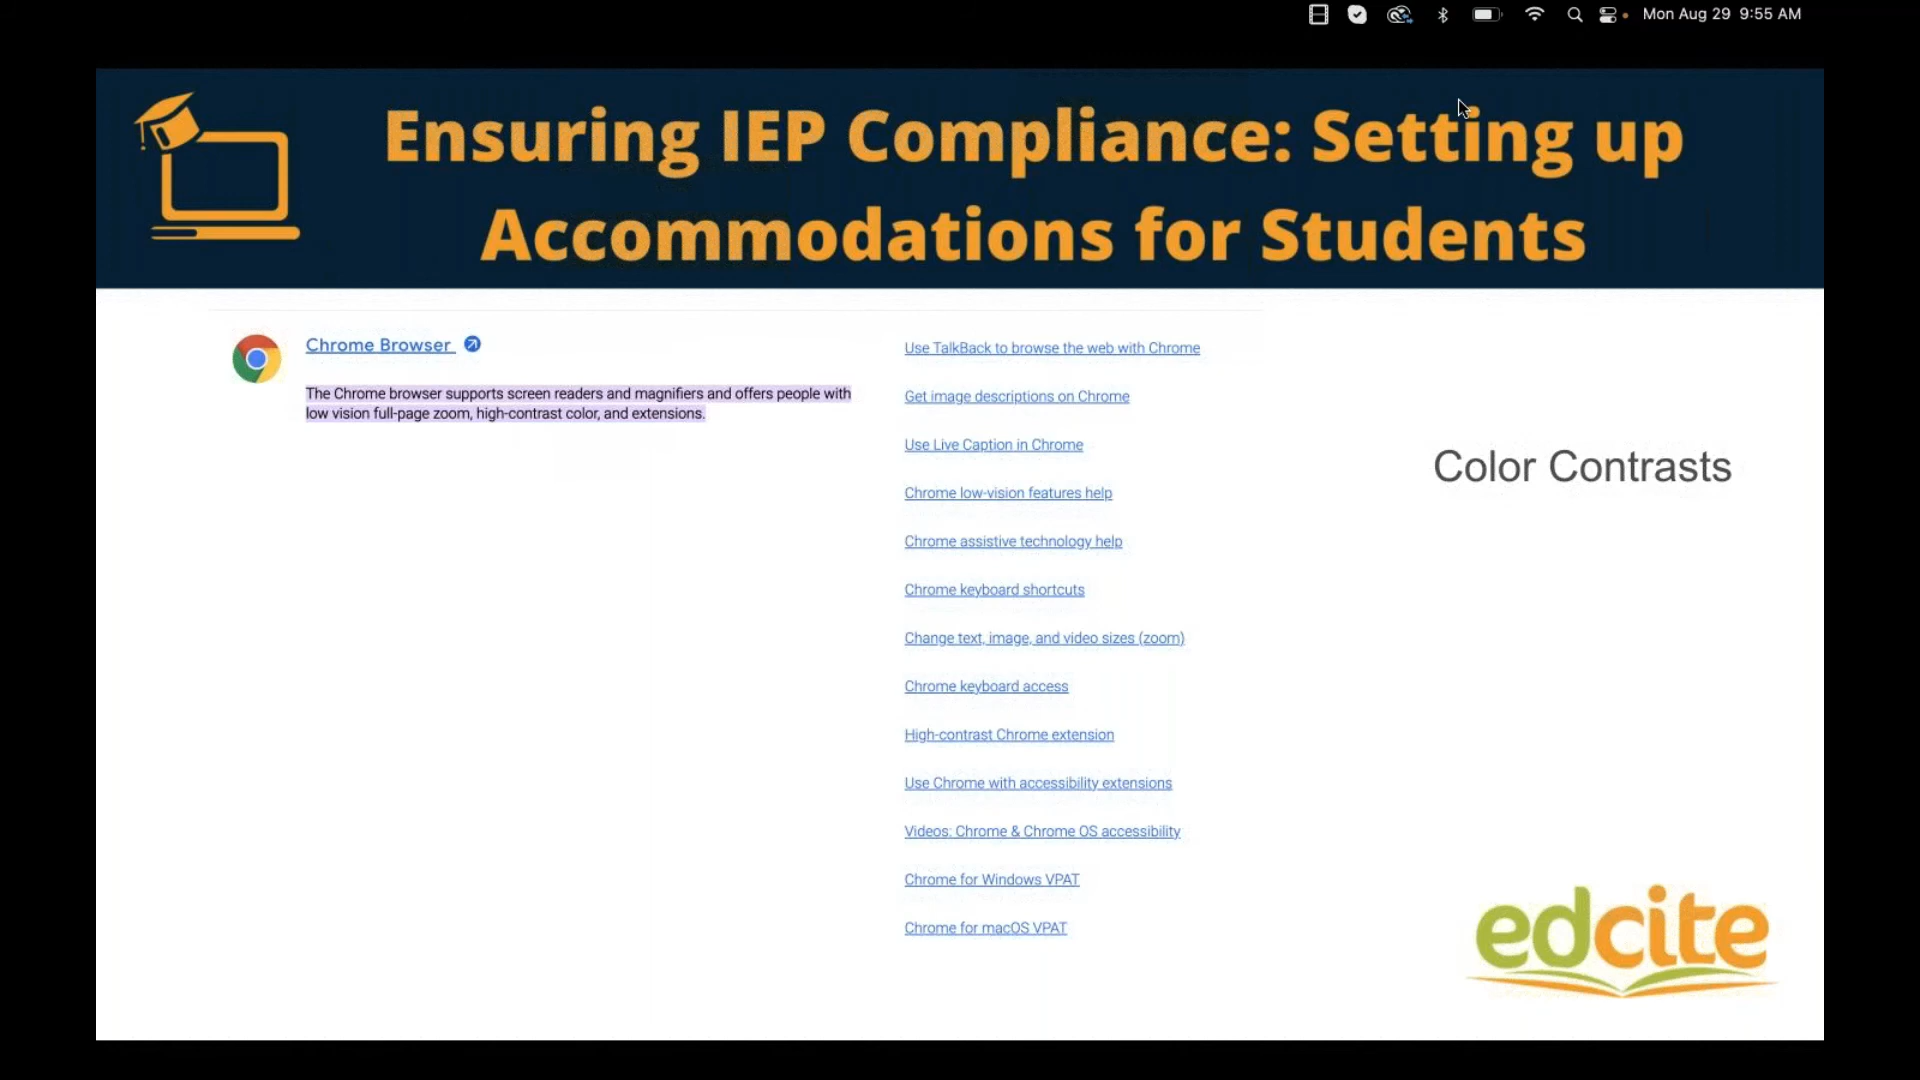 Mon Aug 29 9:55 AM
Ensuring IEP Compliance: Setting up
Accommodations for Students
Chrome Browser
The Chrome browser supports screen readers and magnifiers and offers people with
low vision full-page zoom, high-contrast color, and extensions.
Use TalkBack to browse the web with Chrome
Get image descriptions on Chrome
Use Live Caption in Chrome
Chrome low-vision features help
Chrome assistive technology help
Chrome keyboard shortcuts
Change text, image, and video sizes (zoom)
Chrome keyboard access
High-contrast Chrome extension
Use Chrome with accessibility extensions
Videos: Chrome & Chrome OS accessibility
Chrome for Windows VPAT
Chrome for macOS VPAT
Color Contrasts
edcite